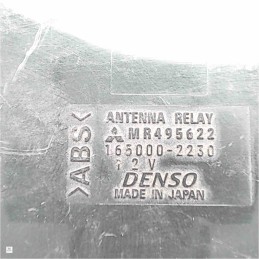 ANTENNA RELAY
MR495622
165000-2230
12V
DENSO
MADE IN JAPAN
>ABS<